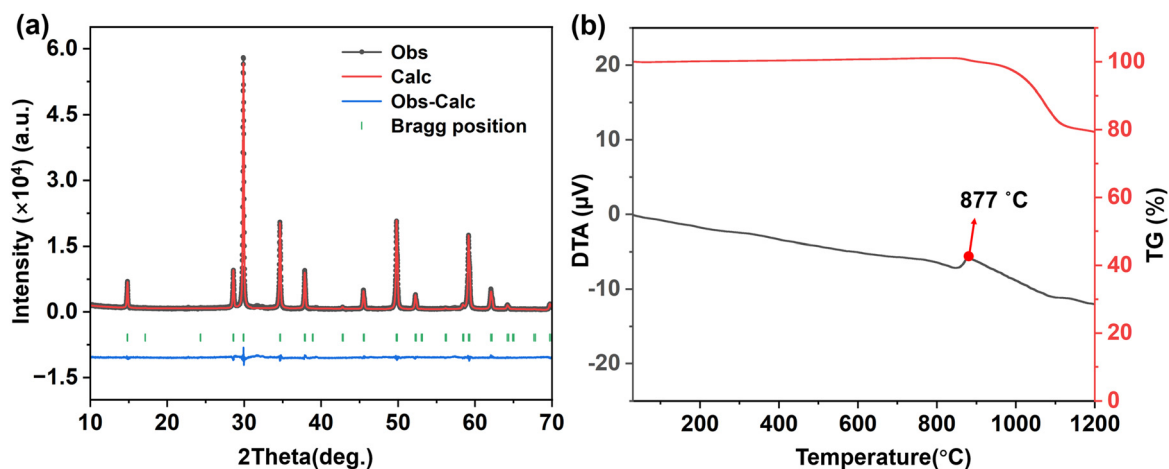 (a)
6.0
4.5
3.0
1.5
0.0
−1.5
Intensity (×10⁴) (a.u.)
Obs
Calc
Obs-Calc
Bragg position
10 20 30 40 50 60 70
2Theta(deg.)
(b)
20
10
0
-10
-20
DTA (μV)
877 °C
100
80
60
40
20
0
TG (%)
200 400 600 800 1000 1200
Temperature(°C)